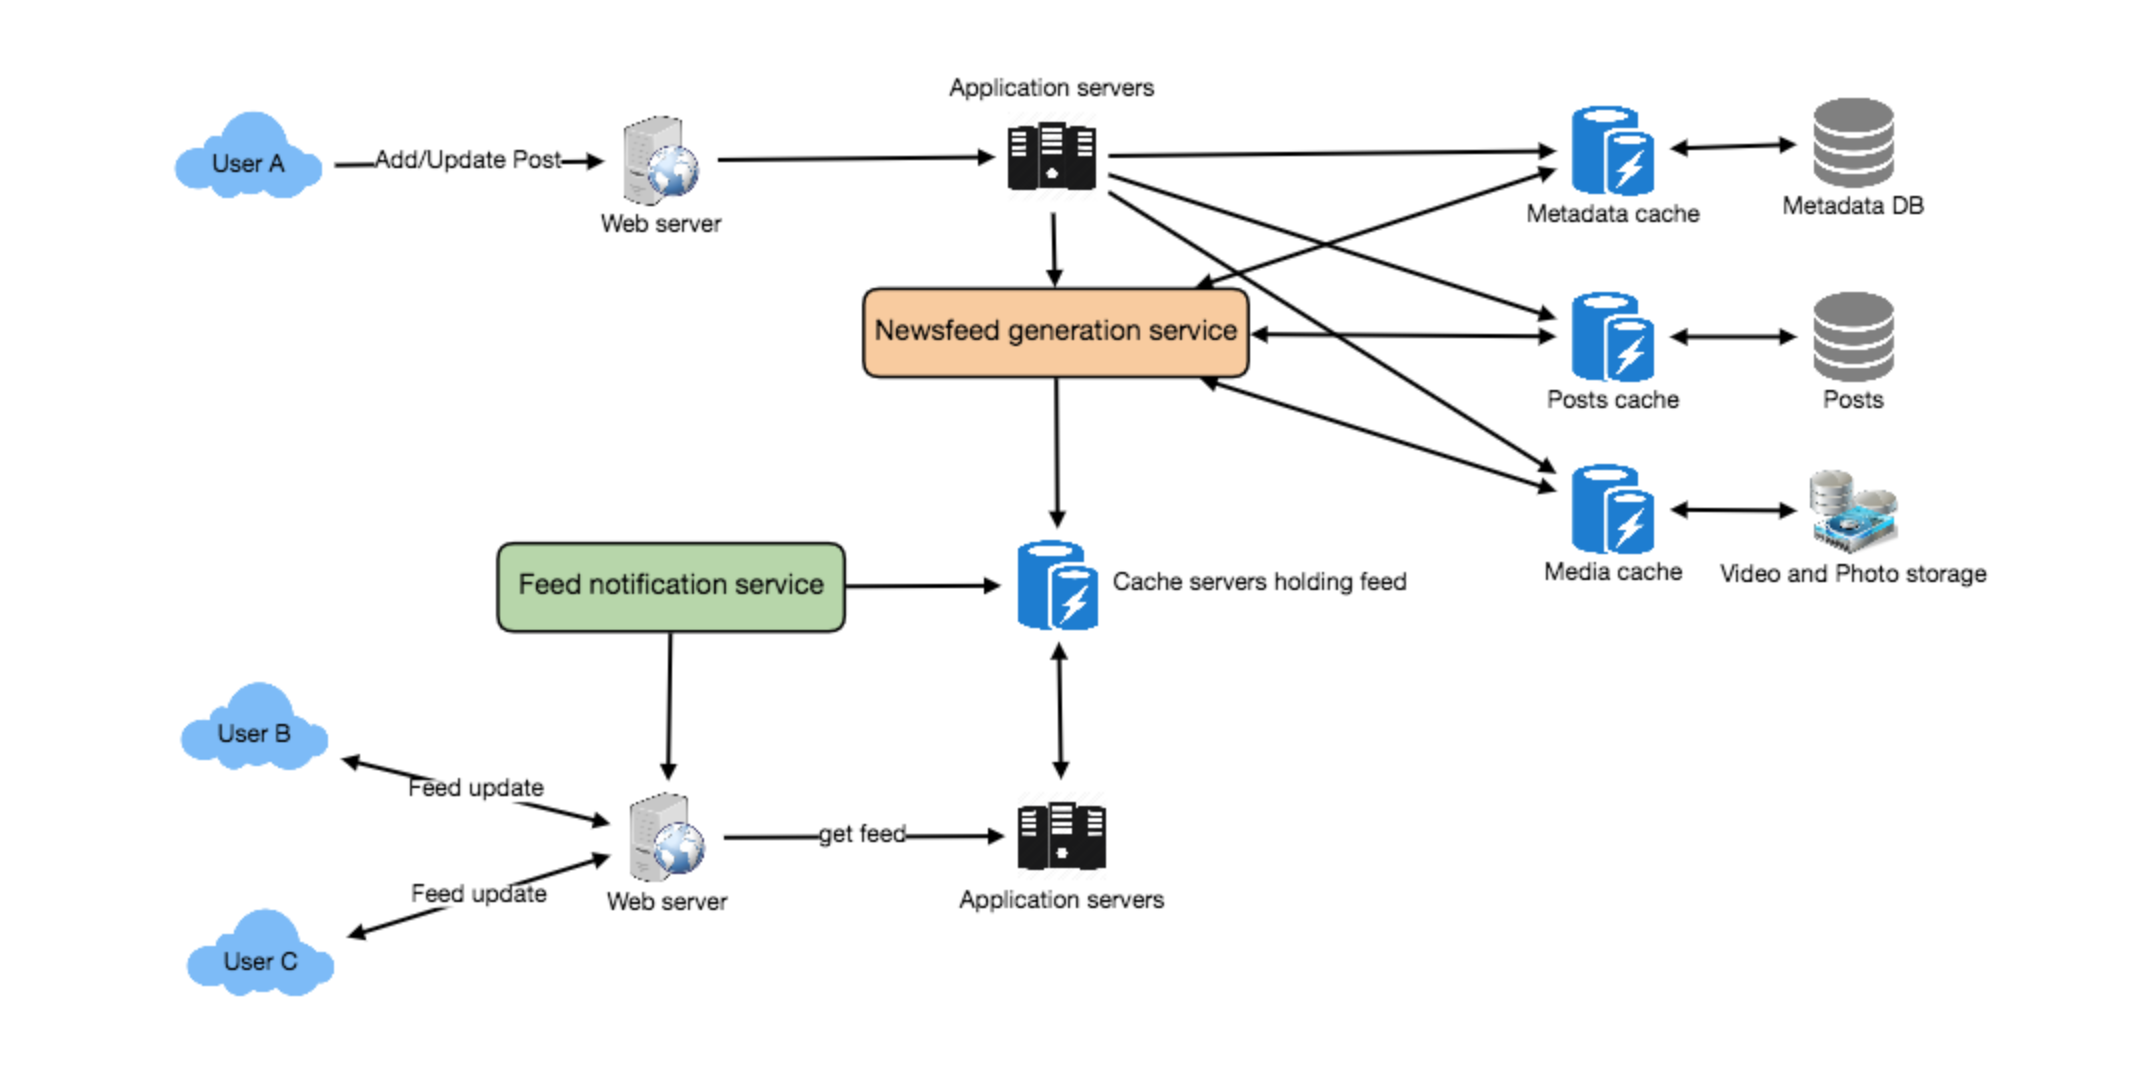 Application servers
User A
Add/Update Post
Web server
Metadata cache
Metadata DB
Newsfeed generation service
Posts cache
Posts
Media cache
Video and Photo storage
Feed notification service
Cache servers holding feed
User B
Feed update
get feed
Feed update
Web server
Application servers
User C